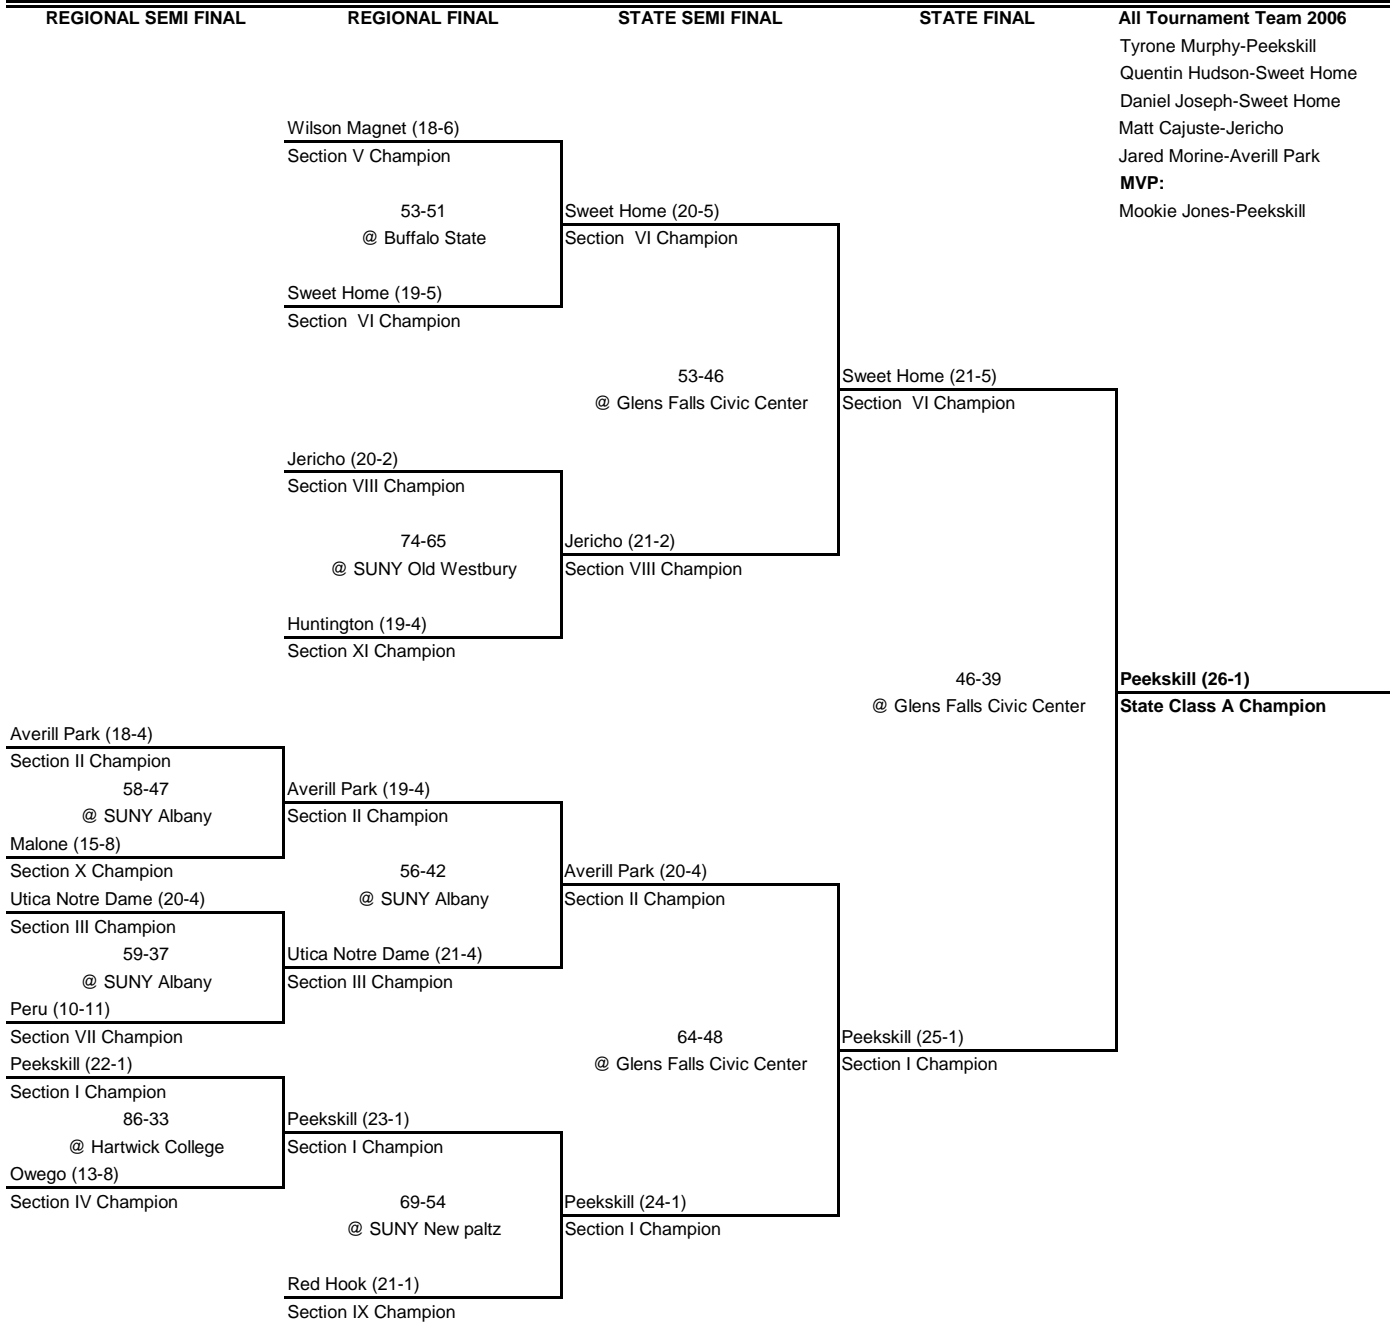 REGIONAL SEMI FINAL REGIONAL FINAL STATE SEMI FINAL STATE FINAL All Tournament Team 2006
Tyrone Murphy-Peekskill
Quentin Hudson-Sweet Home
Daniel Joseph-Sweet Home
Wilson Magnet (18-6) Matt Cajuste-Jericho
Section V Champion Jared Morine-Averill Park
MVP:
53-51 Sweet Home (20-5) Mookie Jones-Peekskill
@ Buffalo State Section VI Champion
Sweet Home (19-5)
Section VI Champion
53-46 Sweet Home (21-5)
@ Glens Falls Civic Center Section VI Champion
Jericho (20-2)
Section VIII Champion
74-65 Jericho (21-2)
@ SUNY Old Westbury Section VIII Champion
Huntington (19-4)
Section XI Champion
46-39 Peekskill (26-1)
@ Glens Falls Civic Center State Class A Champion
Averill Park (18-4)
Section II Champion
58-47 Averill Park (19-4)
@ SUNY Albany Section II Champion
Malone (15-8)
Section X Champion 56-42 Averill Park (20-4)
Utica Notre Dame (20-4) @ SUNY Albany Section II Champion
Section III Champion
59-37 Utica Notre Dame (21-4)
@ SUNY Albany Section III Champion
Peru (10-11)
Section VII Champion 64-48 Peekskill (25-1)
Peekskill (22-1) @ Glens Falls Civic Center Section I Champion
Section I Champion
86-33 Peekskill (23-1)
@ Hartwick College Section I Champion
Owego (13-8)
Section IV Champion 69-54 Peekskill (24-1)
@ SUNY New paltz Section I Champion
Red Hook (21-1)
Section IX Champion